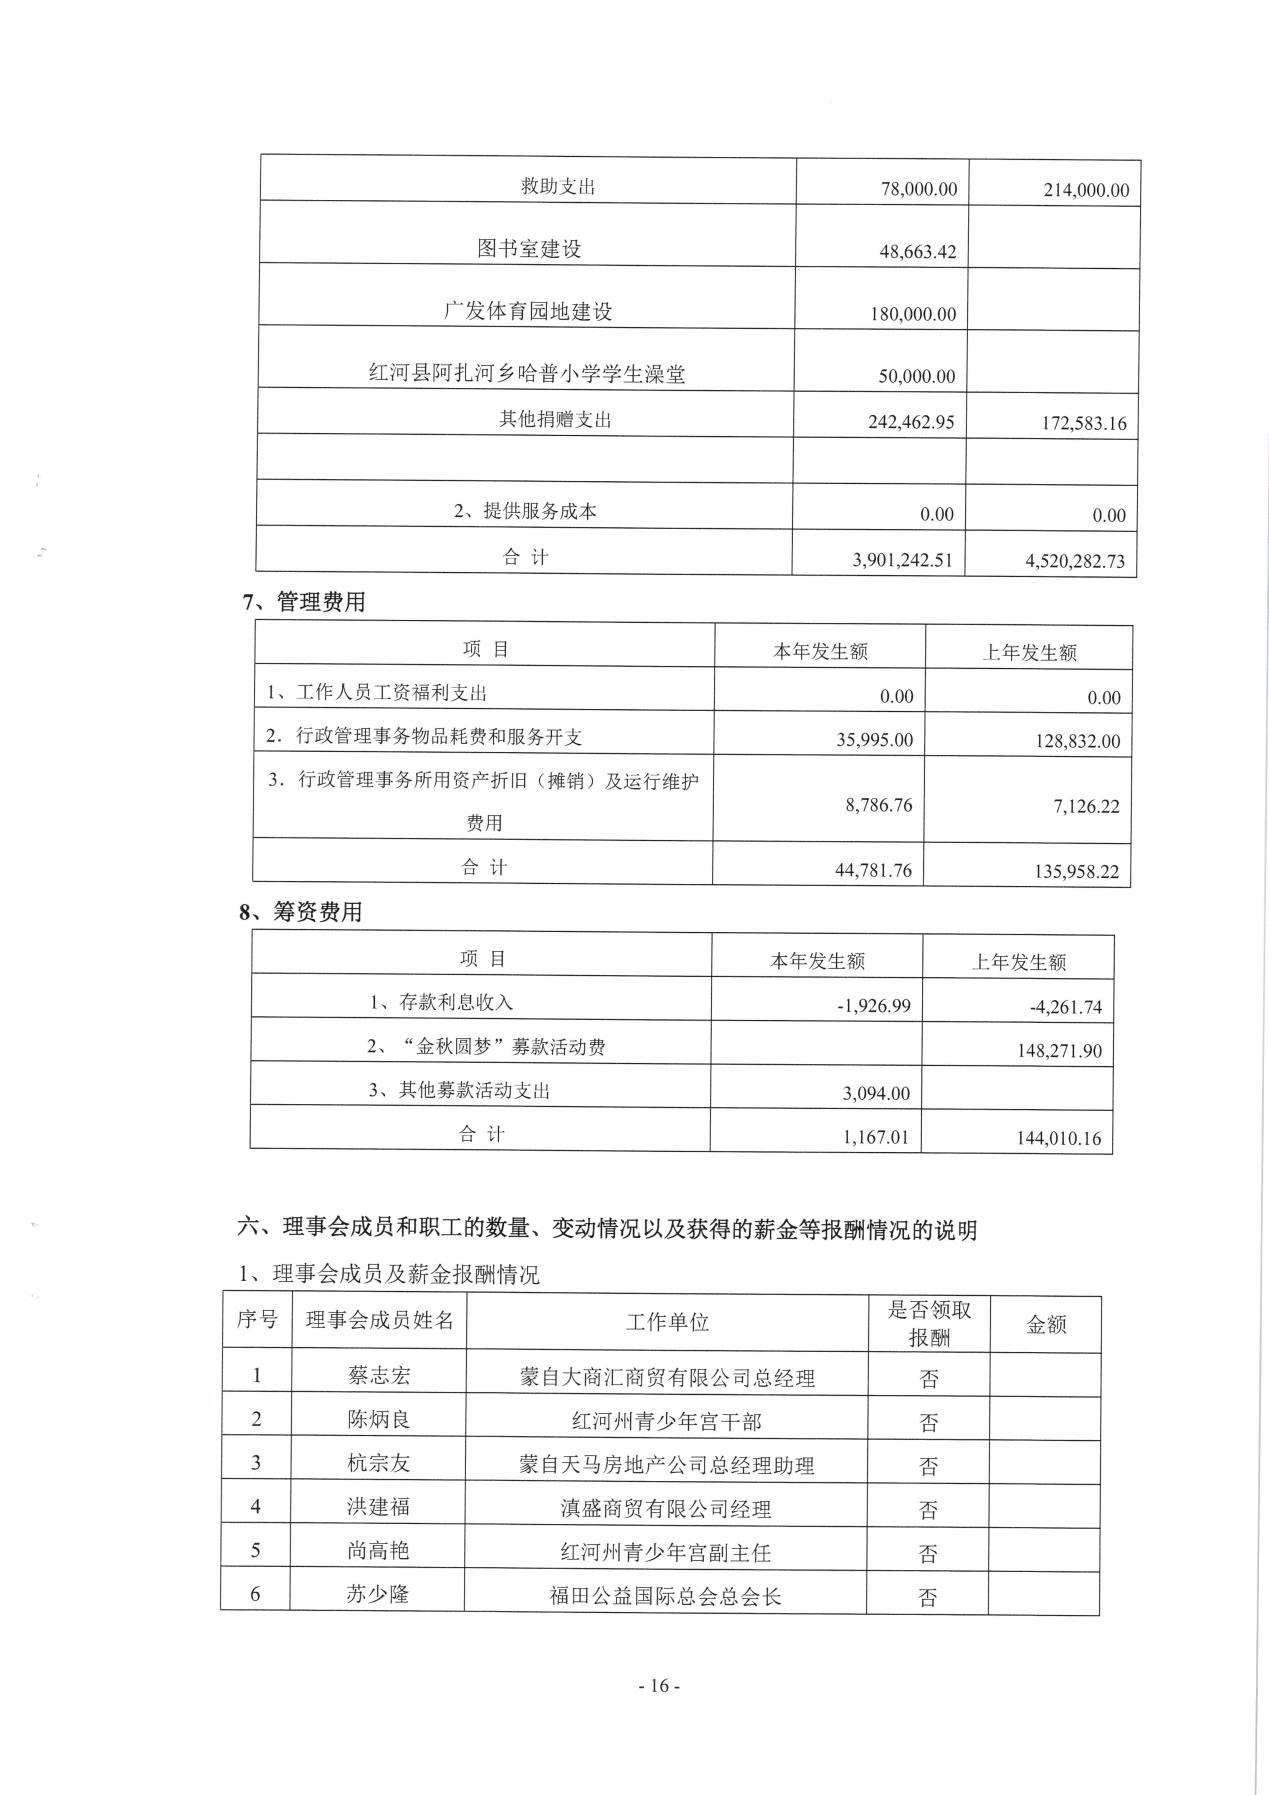 救助支出 78,000.00 214,000.00
图书室建设 48,663.42
广发体育园地建设 180,000.00
红河县阿扎河乡哈普小学学生澡堂 50,000.00
其他捐赠支出 242,462.95 172,583.16
2、提供服务成本 0.00 0.00
合 计 3,901,242.51 4,520,282.73
7、管理费用
项 目 本年发生额 上年发生额
1、工作人员工资福利支出 0.00 0.00
2．行政管理事务物品耗费和服务开支 35,995.00 128,832.00
3．行政管理事务所用资产折旧（摊销）及运行维护
费用 8,786.76 7,126.22
合 计 44,781.76 135,958.22
8、筹资费用
项 目 本年发生额 上年发生额
1、存款利息收入 -1,926.99 -4,261.74
2、“金秋圆梦”募款活动费 148,271.90
3、其他募款活动支出 3,094.00
合 计 1,167.01 144,010.16
六、理事会成员和职工的数量、变动情况以及获得的薪金等报酬情况的说明
1、理事会成员及薪金报酬情况
序号 理事会成员姓名 工作单位 是否领取
报酬 金额
1 蔡志宏 蒙自大商汇商贸有限公司总经理 否
2 陈炳良 红河州青少年宫干部 否
3 杭宗友 蒙自天马房地产公司总经理助理 否
4 洪建福 滇盛商贸有限公司经理 否
5 尚高艳 红河州青少年宫副主任 否
6 苏少隆 福田公益国际总会总会长 否
- 16 -